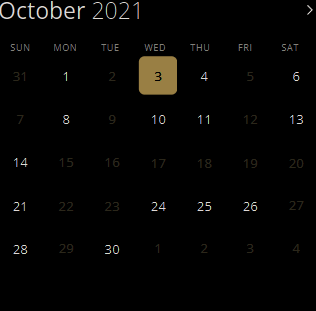 October 2021
SUN MON TUE WED THU FRI SAT
31 1 2 3 4 5 6
7 8 9 10 11 12 13
14 15 16 17 18 19 20
21 22 23 24 25 26 27
28 29 30 1 2 3 4